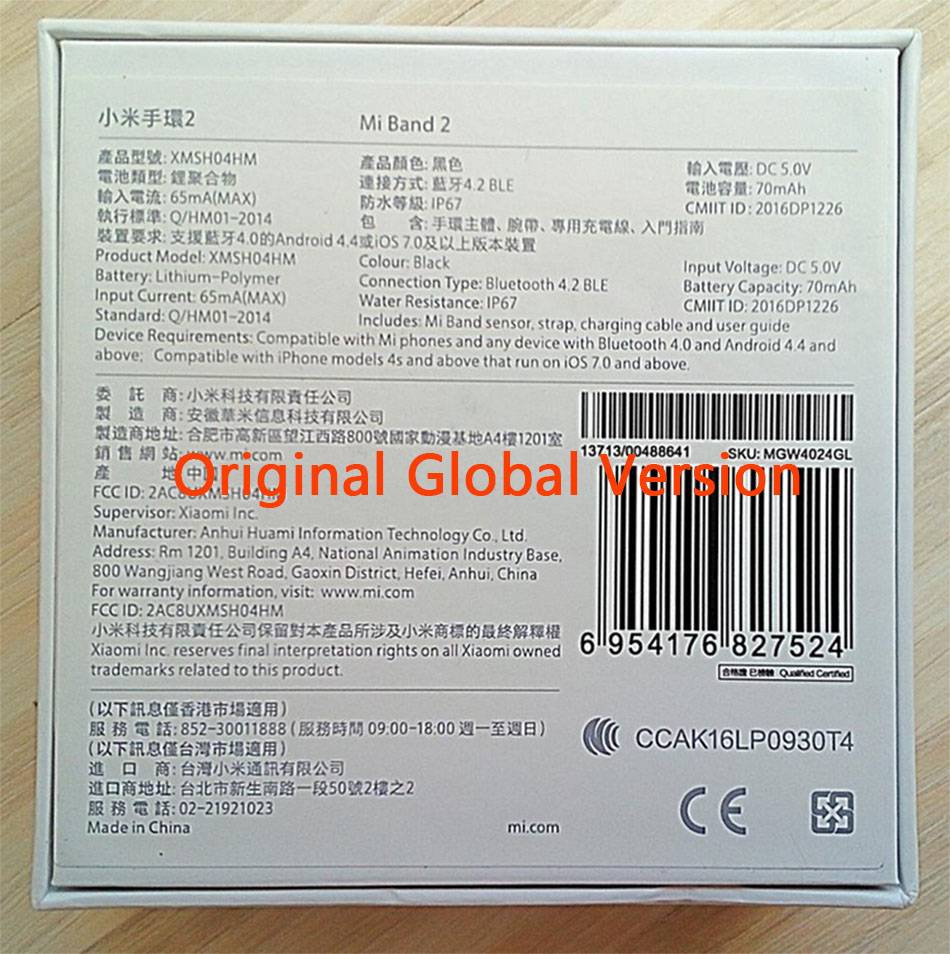 小米手環2
Mi Band 2
產品型號: XMSH04HM 產品顏色: 黑色 輸入電壓: DC 5.0V
電池類型: 鋰聚合物 連接方式: 藍牙4.2 BLE 電池容量: 70mAh
輸入電流: 65mA(MAX) 防水等級: IP67 CMIIT ID: 2016DP1226
執行標準: Q/HM01-2014 包 含: 手環主體、腕帶、專用充電線、入門指南
裝置要求: 支援藍牙4.0的Android 4.4或iOS 7.0及以上版本裝置
Product Model: XMSH04HM Colour: Black Input Voltage: DC 5.0V
Battery: Lithium-Polymer Connection Type: Bluetooth 4.2 BLE Battery Capacity: 70mAh
Input Current: 65mA(MAX) Water Resistance: IP67 CMIIT ID: 2016DP1226
Standard: Q/HM01-2014 Includes: Mi Band sensor, strap, charging cable and user guide
Device Requirements: Compatible with Mi phones and any device with Bluetooth 4.0 and Android 4.4 and
above; Compatible with iPhone models 4s and above that run on iOS 7.0 and above.
委 託 商: 小米科技有限責任公司
製 造 商: 安徽華米信息科技有限公司
製造商地址: 合肥市高新區望江西路800號國家動漫基地A4樓1201室
銷 售 網 站: www.mi.com
產 地: 中國
Original Global Version
FCC ID: 2AC8UXMSH04HM
Supervisor: Xiaomi Inc.
Manufacturer: Anhui Huami Information Technology Co., Ltd.
Address: Rm 1201, Building A4, National Animation Industry Base,
800 Wangjiang West Road, Gaoxin District, Hefei, Anhui, China
For warranty information, visit: www.mi.com
FCC ID: 2AC8UXMSH04HM
小米科技有限責任公司保留對本產品所涉及小米商標的最終解釋權
Xiaomi Inc. reserves final interpretation rights on all Xiaomi owned
trademarks related to this product.
13713/00488641 SKU: MGW4024GL
6 954176 827524
合格證 已檢驗 Qualified Certified
(以下訊息僅香港市場適用)
服 務 電 話: 852-30011888 (服務時間 09:00-18:00 週一至週日)
(以下訊息僅台灣市場適用)
進 口 商: 台灣小米通訊有限公司
進口商地址: 台北市新生南路一段50號2樓之2
服 務 電 話: 02-21921023
Made in China
mi.com
CCAK16LP0930T4
CE